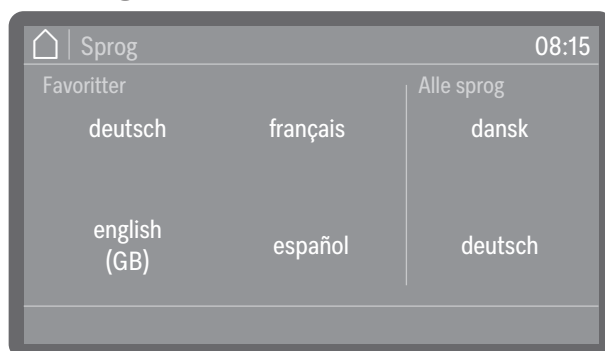 Sprog
08:15
Favoritter
Alle sprog
deutsch
français
dansk
english
(GB)
español
deutsch